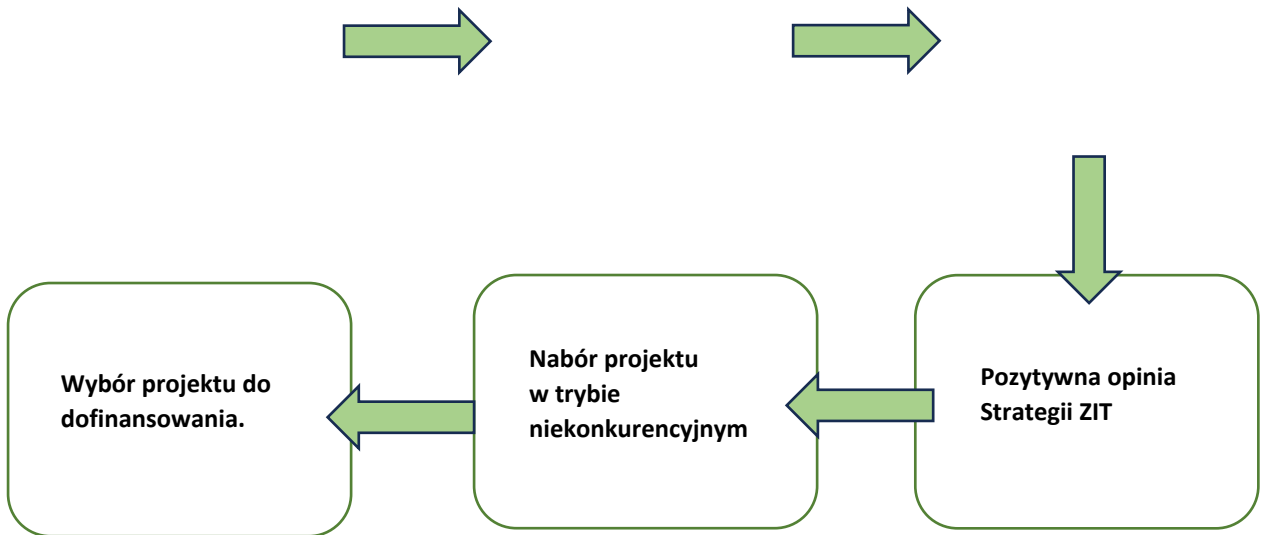 Wybór projektu do
dofinansowania.
Nabór projektu
w trybie
niekonkurencyjnym
Pozytywna opinia
Strategii ZIT